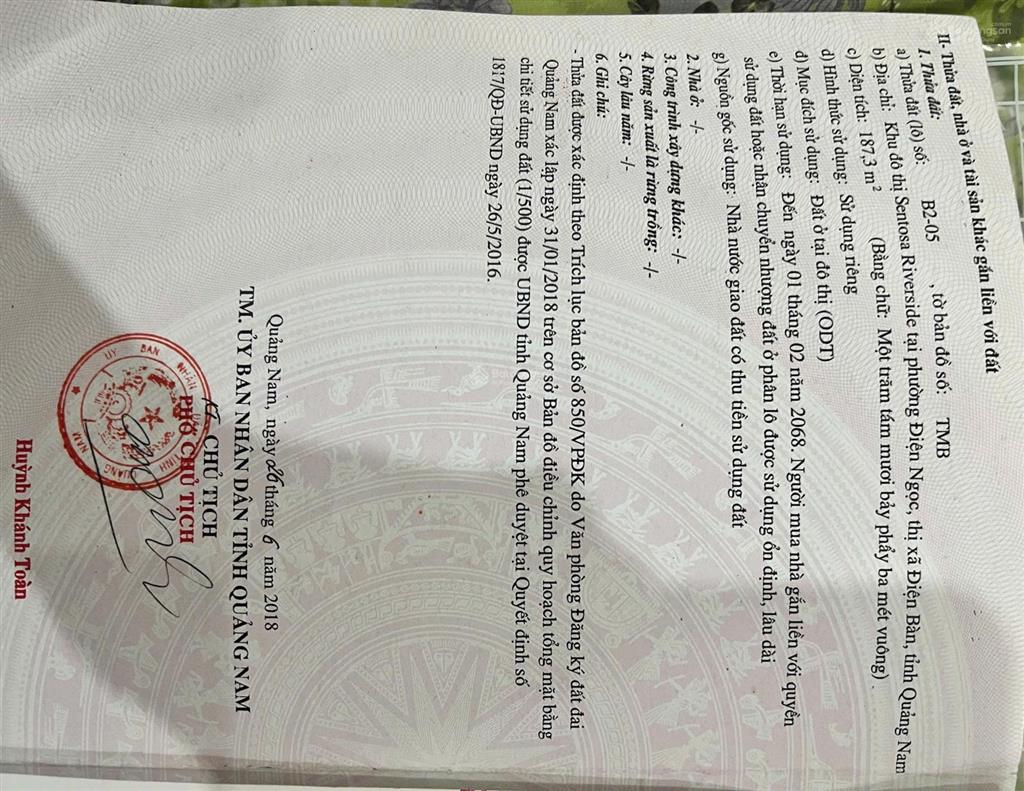 II- Thửa đất, nhà ở và tài sản khác gắn liền với đất
1. Thửa đất:
a) Thửa đất (lô) số: B2-05 , tờ bản đồ số: TMB
b) Địa chỉ: Khu đô thị Sentosa Riverside tại phường Điện Ngọc, thị xã Điện Bàn, tỉnh Quảng Nam
c) Diện tích: 187,3 m² (Bằng chữ: Một trăm tám mươi bảy phẩy ba mét vuông) .
d) Hình thức sử dụng: Sử dụng riêng
đ) Mục đích sử dụng: Đất ở tại đô thị (ODT)
e) Thời hạn sử dụng: Đến ngày 01 tháng 02 năm 2068. Người mua nhà gắn liền với quyền
sử dụng đất hoặc nhận chuyển nhượng đất ở phân lô được sử dụng ổn định, lâu dài
g) Nguồn gốc sử dụng: Nhà nước giao đất có thu tiền sử dụng đất
2. Nhà ở: -/-
3. Công trình xây dựng khác: -/-
4. Rừng sản xuất là rừng trồng: -/-
5. Cây lâu năm: -/-
6. Ghi chú:
- Thửa đất được xác định theo Trích lục bản đồ số 850/VPĐK do Văn phòng Đăng ký đất đai
Quảng Nam xác lập ngày 31/01/2018 trên cơ sở Bản đồ điều chỉnh quy hoạch tổng mặt bằng
chi tiết sử dụng đất (1/500) được UBND tỉnh Quảng Nam phê duyệt tại Quyết định số
1817/QĐ-UBND ngày 26/5/2016.
Quảng Nam, ngày 26 tháng 6 năm 2018
TM. ỦY BAN NHÂN DÂN TỈNH QUẢNG NAM
KT CHỦ TỊCH
PHÓ CHỦ TỊCH
ỦY BAN NHÂN DÂN TỈNH QUẢNG NAM
Huỳnh Khánh Toàn